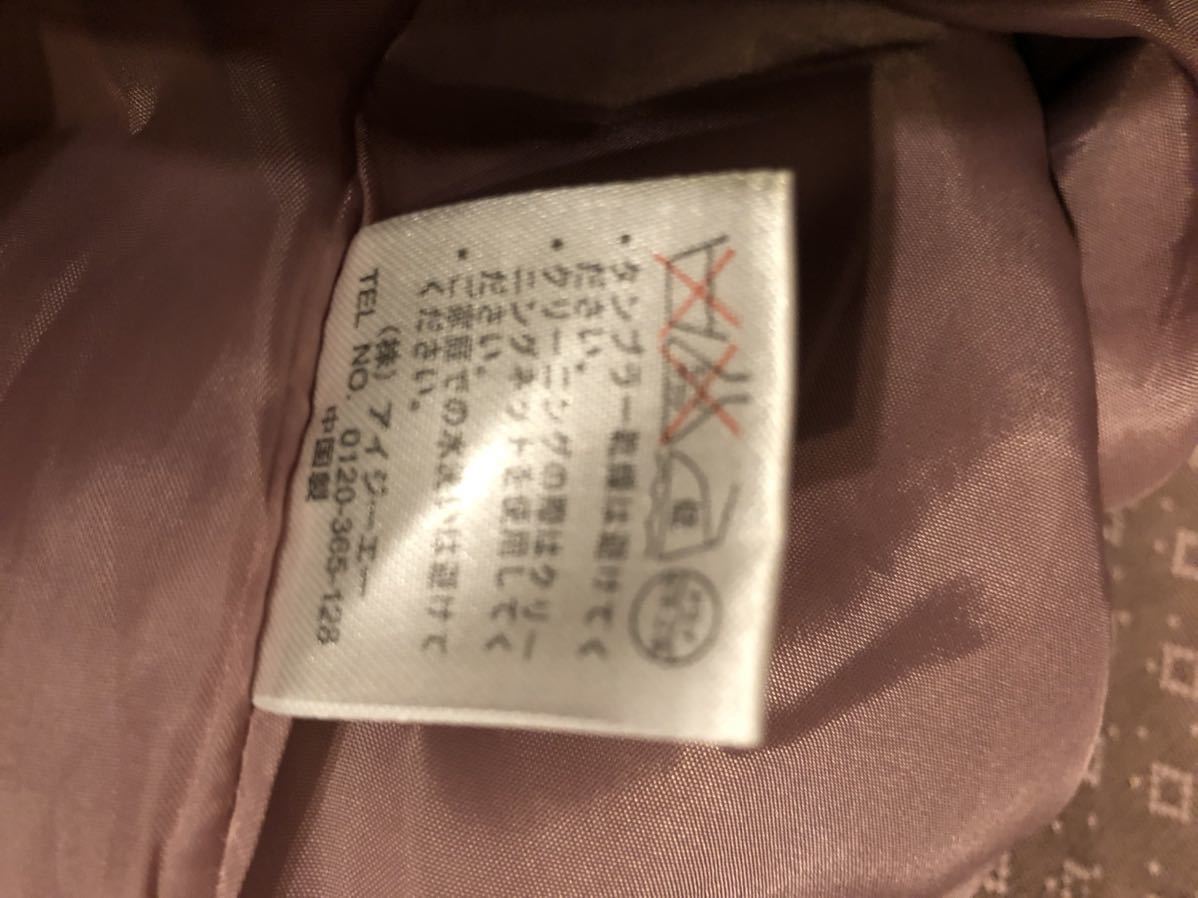 ・タンブラー乾燥は避けてく
ださい。
・クリーニングの時はクリー
ニングネットを使用してく
ださい。
・ご家庭での水洗いは避けて
ください。
(株) アイジーエー
TEL NO. 0120-365-128
中国製